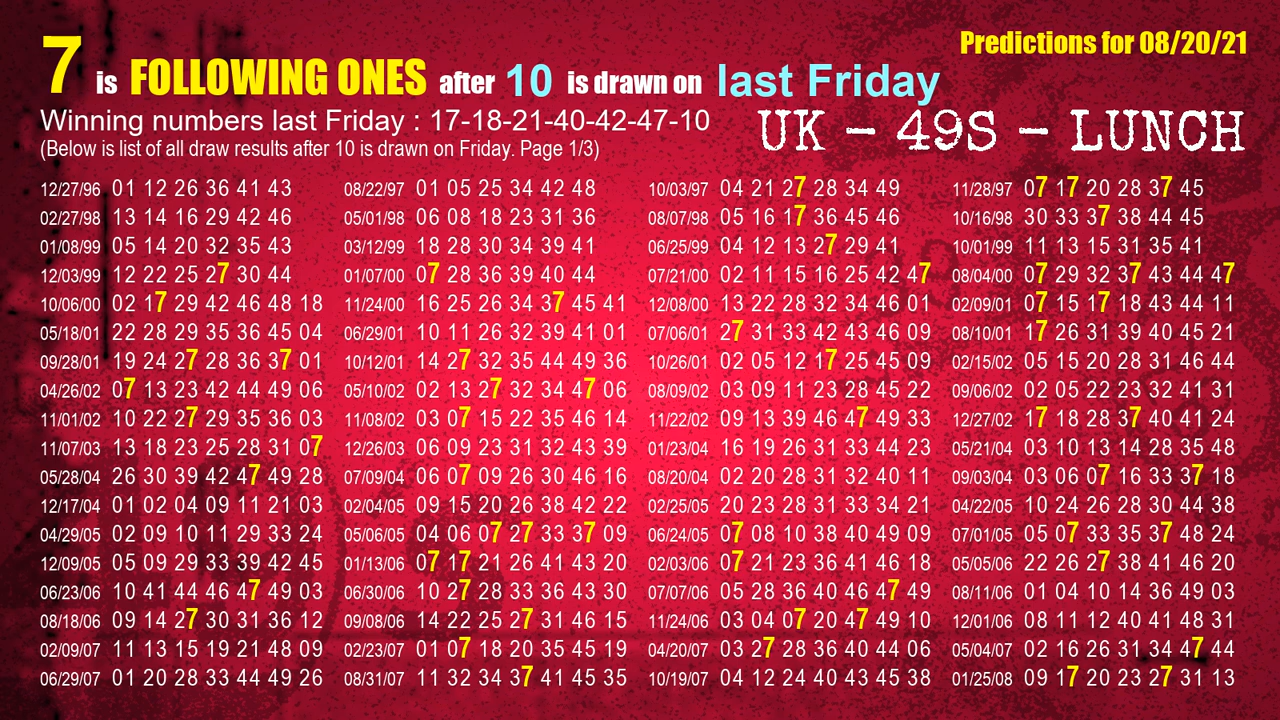 Predictions for 08/20/21
7 is FOLLOWING ONES after 10 is drawn on last Friday
Winning numbers last Friday : 17-18-21-40-42-47-10
UK - 49S - LUNCH
(Below is list of all draw results after 10 is drawn on Friday. Page 1/3)
12/27/96 01 12 26 36 41 43 08/22/97 01 05 25 34 42 48 10/03/97 04 21 27 28 34 49 11/28/97 07 17 20 28 37 45
02/27/98 13 14 16 29 42 46 05/01/98 06 08 18 23 31 36 08/07/98 05 16 17 36 45 46 10/16/98 30 33 37 38 44 45
01/08/99 05 14 20 32 35 43 03/12/99 18 28 30 34 39 41 06/25/99 04 12 13 27 29 41 10/01/99 11 13 15 31 35 41
12/03/99 12 22 25 27 30 44 01/07/00 07 28 36 39 40 44 07/21/00 02 11 15 16 25 42 47 08/04/00 07 29 32 37 43 44 47
10/06/00 02 17 29 42 46 48 18 11/24/00 16 25 26 34 37 45 41 12/08/00 13 22 28 32 34 46 01 02/09/01 07 15 17 18 43 44 11
05/18/01 22 28 29 35 36 45 04 06/29/01 10 11 26 32 39 41 01 07/06/01 27 31 33 42 43 46 09 08/10/01 17 26 31 39 40 45 21
09/28/01 19 24 27 28 36 37 01 10/12/01 14 27 32 35 44 49 36 10/26/01 02 05 12 17 25 45 09 02/15/02 05 15 20 28 31 46 44
04/26/02 07 13 23 42 44 49 06 05/10/02 02 13 27 32 34 47 06 08/09/02 03 09 11 23 28 45 22 09/06/02 02 05 22 23 32 41 31
11/01/02 10 22 27 29 35 36 03 11/08/02 03 07 15 22 35 46 14 11/22/02 09 13 39 46 47 49 33 12/27/02 17 18 28 37 40 41 24
11/07/03 13 18 23 25 28 31 07 12/26/03 06 09 23 31 32 43 39 01/23/04 16 19 26 31 33 44 23 05/21/04 03 10 13 14 28 35 48
05/28/04 26 30 39 42 47 49 28 07/09/04 06 07 09 26 30 46 16 08/20/04 02 20 28 31 32 40 11 09/03/04 03 06 07 16 33 37 18
12/17/04 01 02 04 09 11 21 03 02/04/05 09 15 20 26 38 42 22 02/25/05 20 23 28 31 33 34 21 04/22/05 10 24 26 28 30 44 38
04/29/05 02 09 10 11 29 33 24 05/06/05 04 06 07 27 33 37 09 06/24/05 07 08 10 38 40 49 09 07/01/05 05 07 33 35 37 48 24
12/09/05 05 09 29 33 39 42 45 01/13/06 07 17 21 26 41 43 20 02/03/06 07 21 23 36 41 46 18 05/05/06 22 26 27 38 41 46 20
06/23/06 10 41 44 46 47 49 03 06/30/06 10 27 28 33 36 43 30 07/07/06 05 28 36 40 46 47 49 08/11/06 01 04 10 14 36 49 03
08/18/06 09 14 27 30 31 36 12 09/08/06 14 22 25 27 31 46 15 11/24/06 03 04 07 20 47 49 10 12/01/06 08 11 12 40 41 48 31
02/09/07 11 13 15 19 21 48 09 02/23/07 01 07 18 20 35 45 19 04/20/07 03 27 28 36 40 44 06 05/04/07 02 16 26 31 34 47 44
06/29/07 01 20 28 33 44 49 26 08/31/07 11 32 34 37 41 45 35 10/19/07 04 12 24 40 43 45 38 01/25/08 09 17 20 23 27 31 13